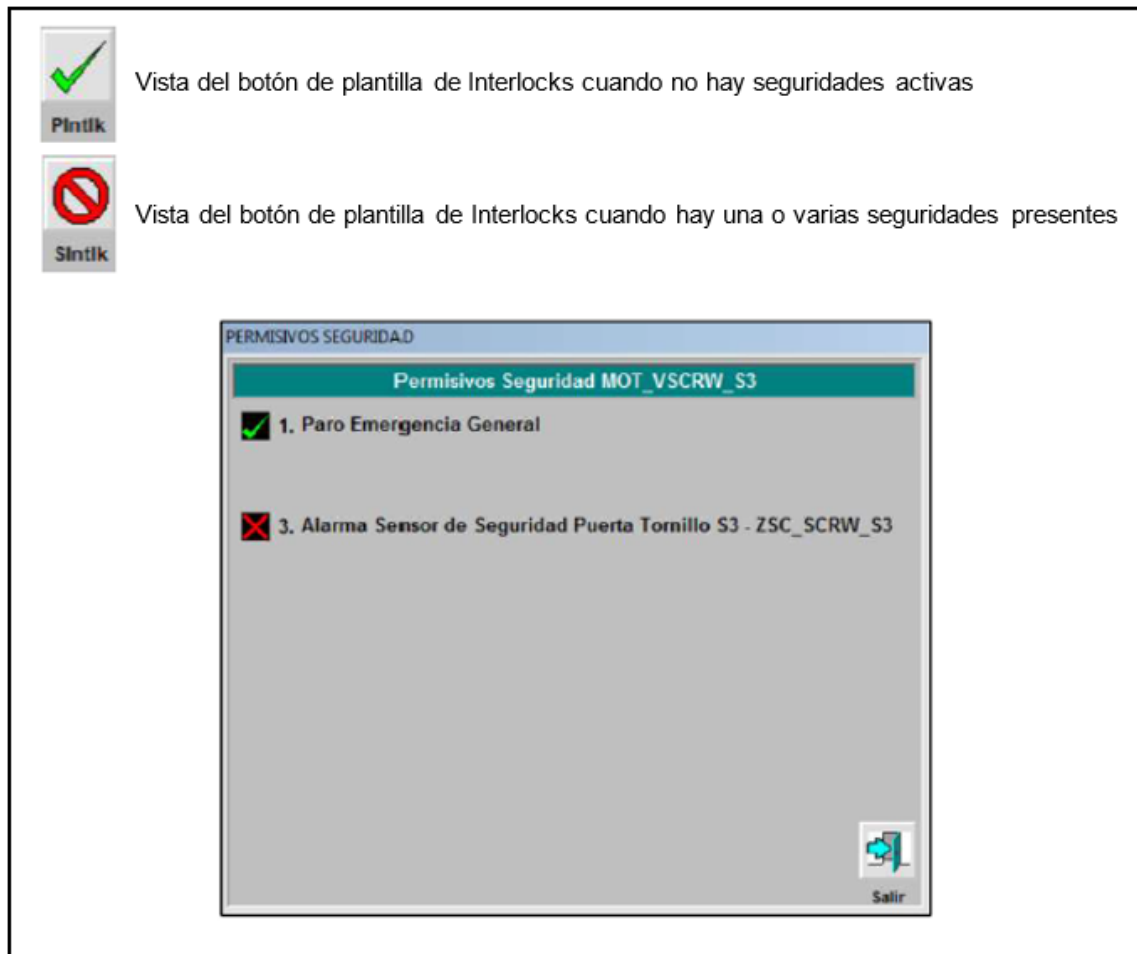 Vista del botón de plantilla de Interlocks cuando no hay seguridades activas
PIntlk
Vista del botón de plantilla de Interlocks cuando hay una o varias seguridades presentes
SIntlk
PERMISIVOS SEGURIDAD
Permisivos Seguridad MOT_VSCRW_S3
1. Paro Emergencia General
3. Alarma Sensor de Seguridad Puerta Tornillo S3 - ZSC_SCRW_S3
Salir